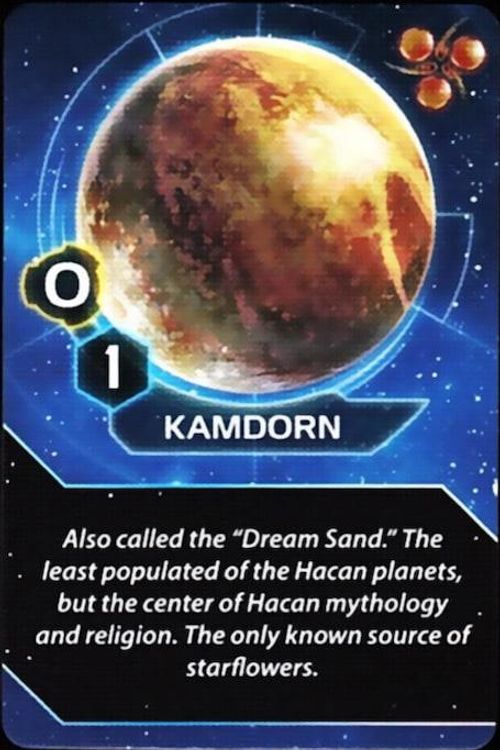 0
1
KAMDORN
Also called the “Dream Sand.” The
least populated of the Hacan planets,
but the center of Hacan mythology
and religion. The only known source of
starflowers.